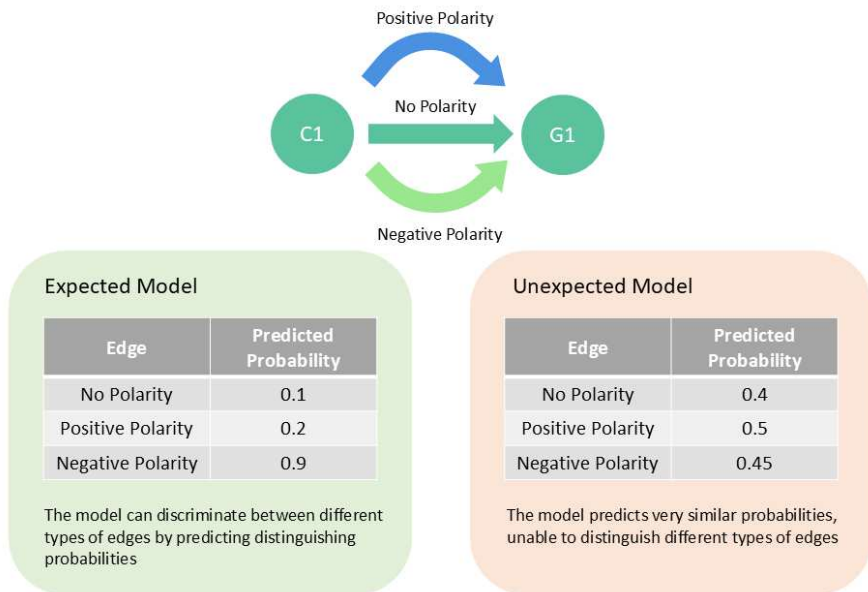 Positive Polarity
No Polarity
C1
G1
Negative Polarity
Expected Model
Edge
Predicted
Probability
No Polarity
0.1
Positive Polarity
0.2
Negative Polarity
0.9
The model can discriminate between different
types of edges by predicting distinguishing
probabilities
Unexpected Model
Edge
Predicted
Probability
No Polarity
0.4
Positive Polarity
0.5
Negative Polarity
0.45
The model predicts very similar probabilities,
unable to distinguish different types of edges